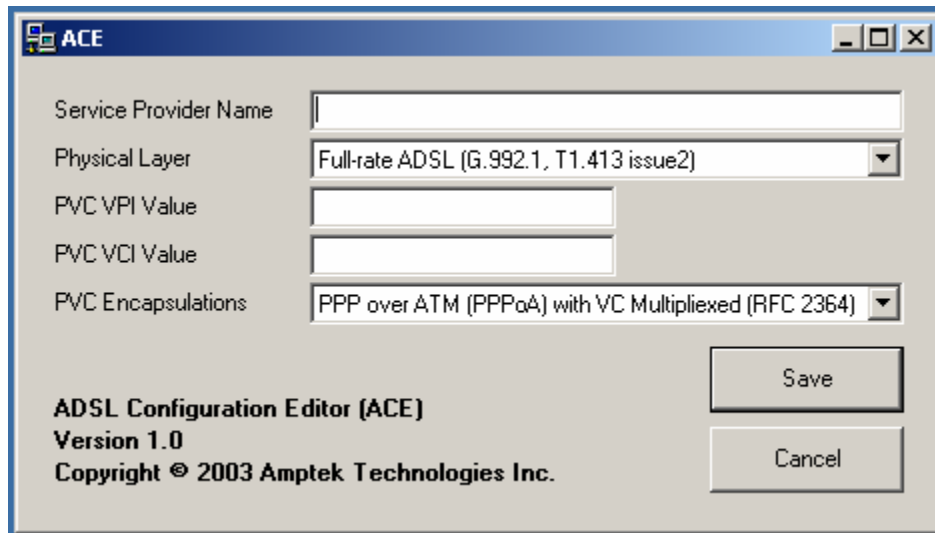 ACE
Service Provider Name
Physical Layer
Full-rate ADSL (G.992.1, T1.413 issue2)
PVC VPI Value
PVC VCI Value
PVC Encapsulations
PPP over ATM (PPPoA) with VC Multipliexed (RFC 2364)
Save
ADSL Configuration Editor (ACE)
Version 1.0
Copyright © 2003 Amptek Technologies Inc.
Cancel